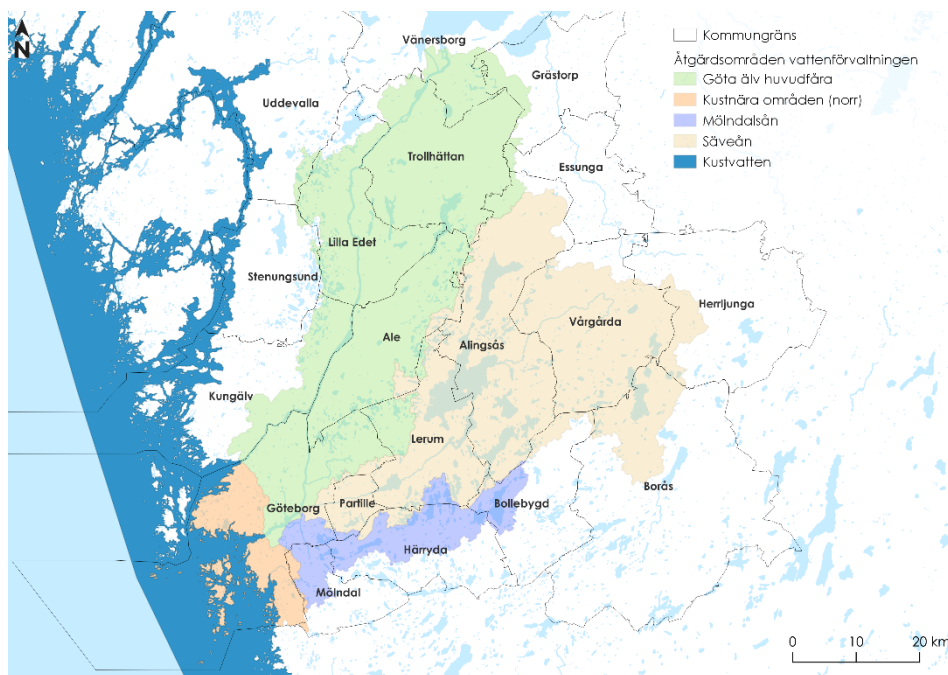 N
Vänersborg
Grästorp
Uddevalla
Trollhättan
Essunga
Lilla Edet
Stenungsund
Herrljunga
Vårgårda
Ale
Alingsås
Kungälv
Lerum
Borås
Partille
Bollebygd
Göteborg
Härryda
Mölndal
Kommungräns
Åtgärdsområden vattenförvaltningen
Göta älv huvudfåra
Kustnära områden (norr)
Mölndalsån
Säveån
Kustvatten
0 10 20 km